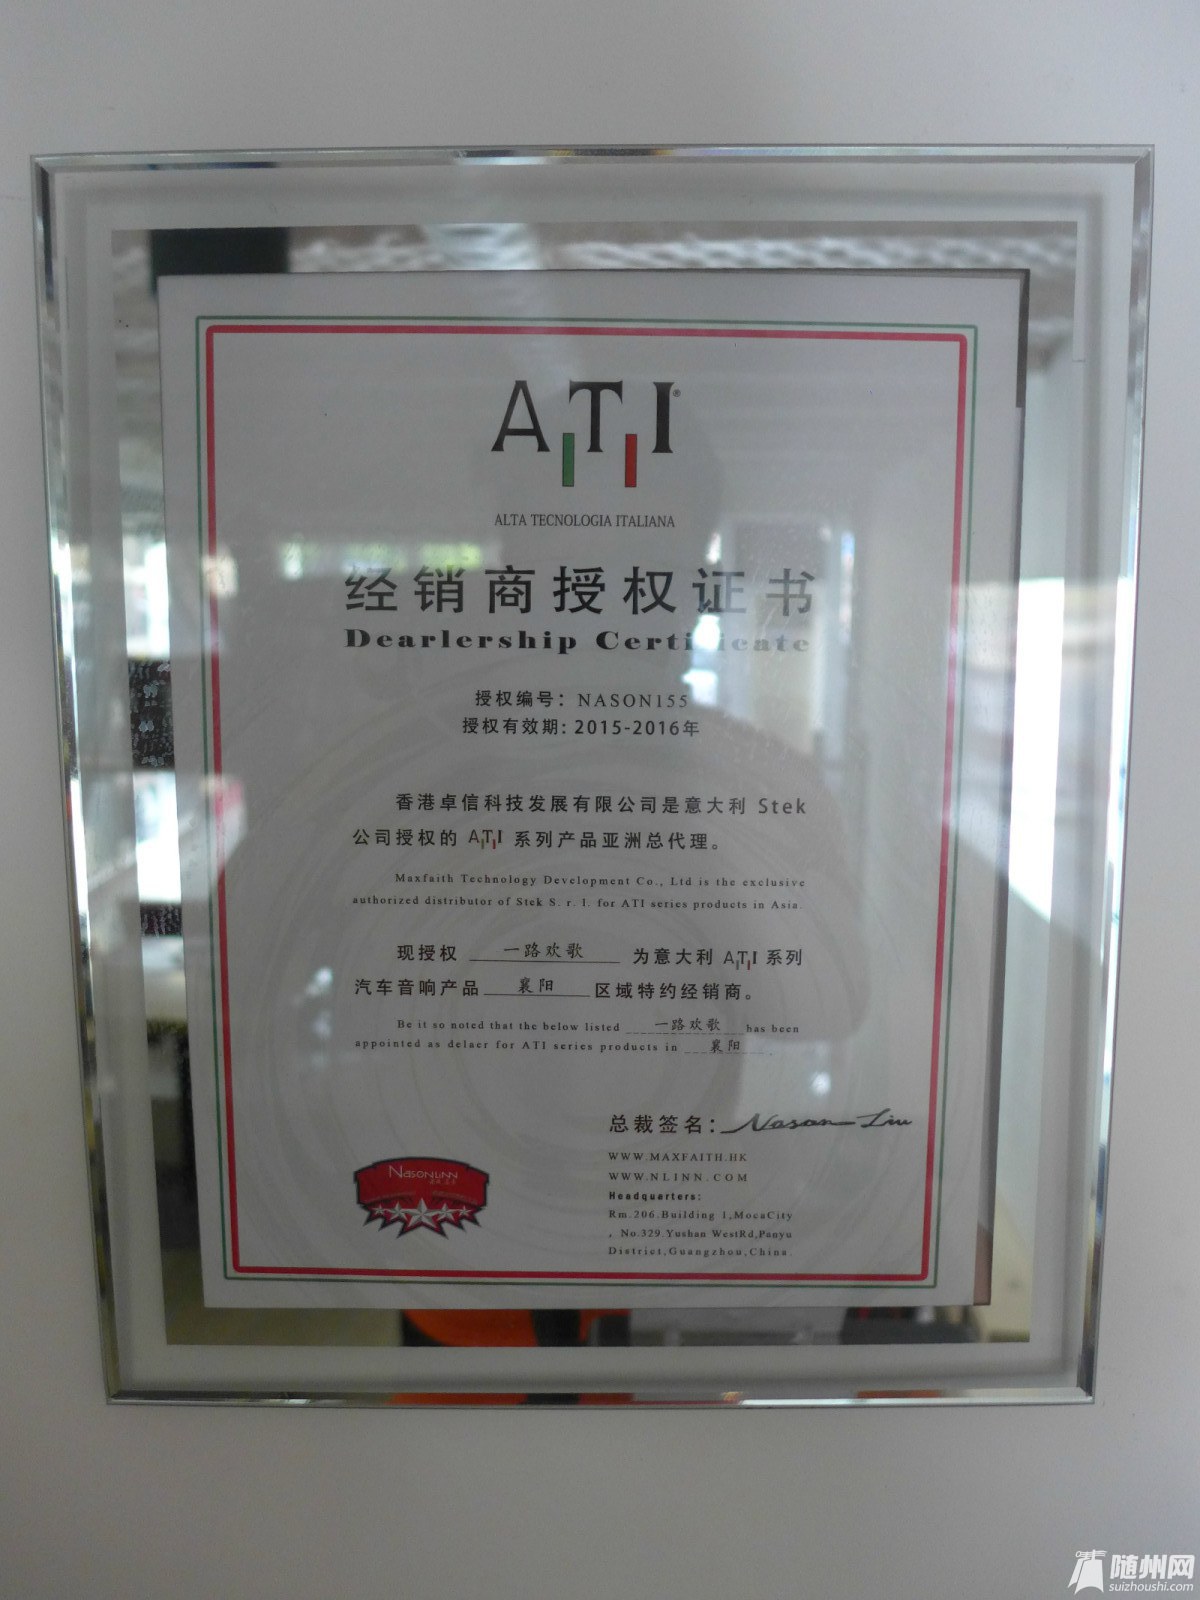 ATI®
ALTA TECNOLOGIA ITALIANA
经销商授权证书
Dearlership Certificate
授权编号：NASON155
授权有效期：2015-2016年
香港卓信科技发展有限公司是意大利 Stek
公司授权的 ATI 系列产品亚洲总代理。
Maxfaith Technology Development Co., Ltd is the exclusive
authorized distributor of Stek S. r. l. for ATI series products in Asia.
现授权 一路欢歌 为意大利 ATI 系列
汽车音响产品 襄阳 区域特约经销商。
Be it so noted that the below listed 一路欢歌 has been
appointed as delaer for ATI series products in 襄阳 .
总裁签名：Nason Liu
WWW.MAXFAITH.HK
WWW.NLINN.COM
Headquarters:
Rm.206.Building 1,MocaCity
, No.329.Yushan WestRd,Panyu
District,Guangzhou,China.
NASONLINN
随州网
suizhoushi.com